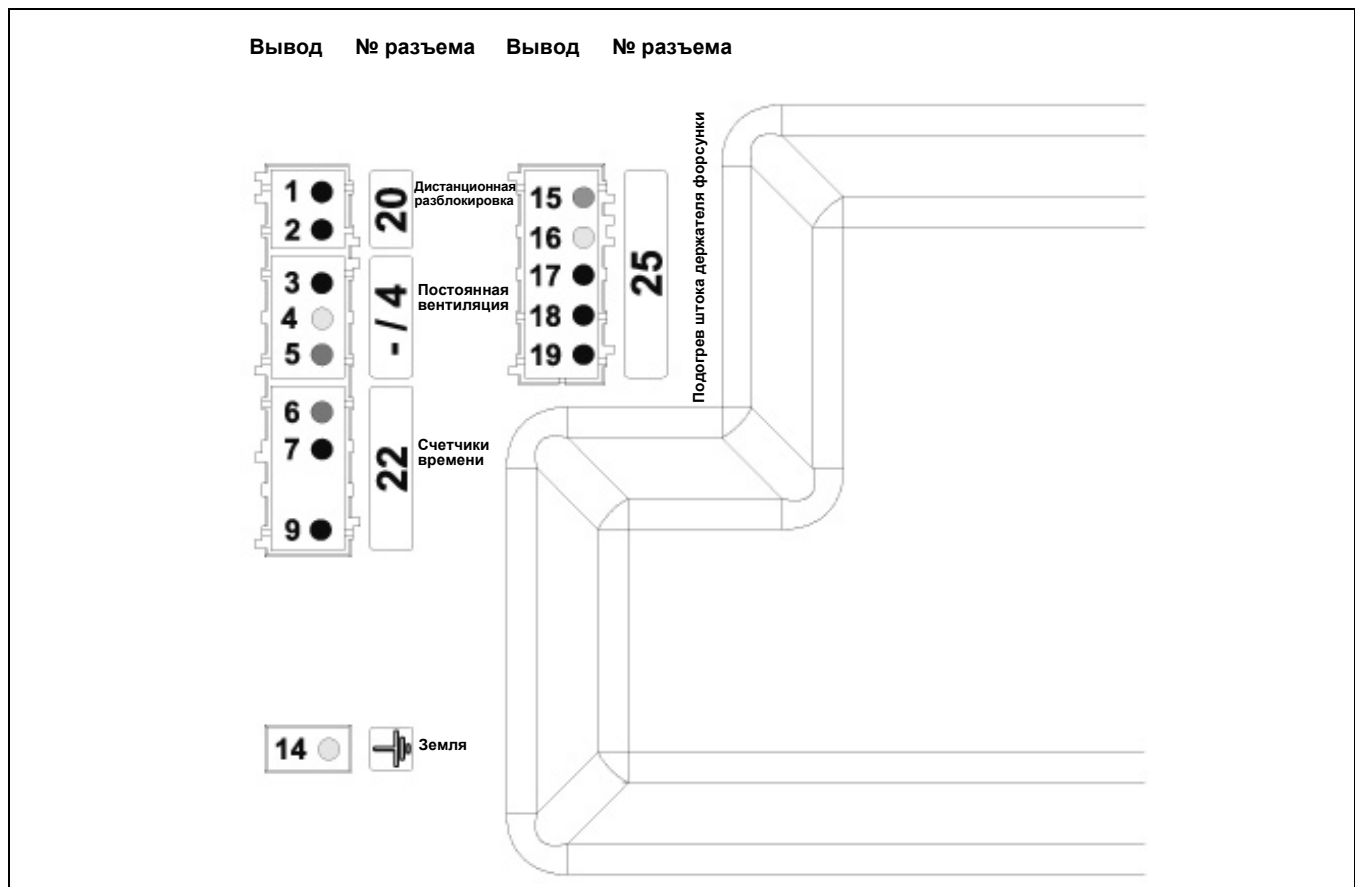 Вывод № разъема Вывод № разъема
1
2
20
Дистанционная
разблокировка
3
4
5
- / 4
Постоянная
вентиляция
6
7
9
22
Счетчики
времени
14
Земля
15
16
17
18
19
25
Подогрев штока держателя форсунки